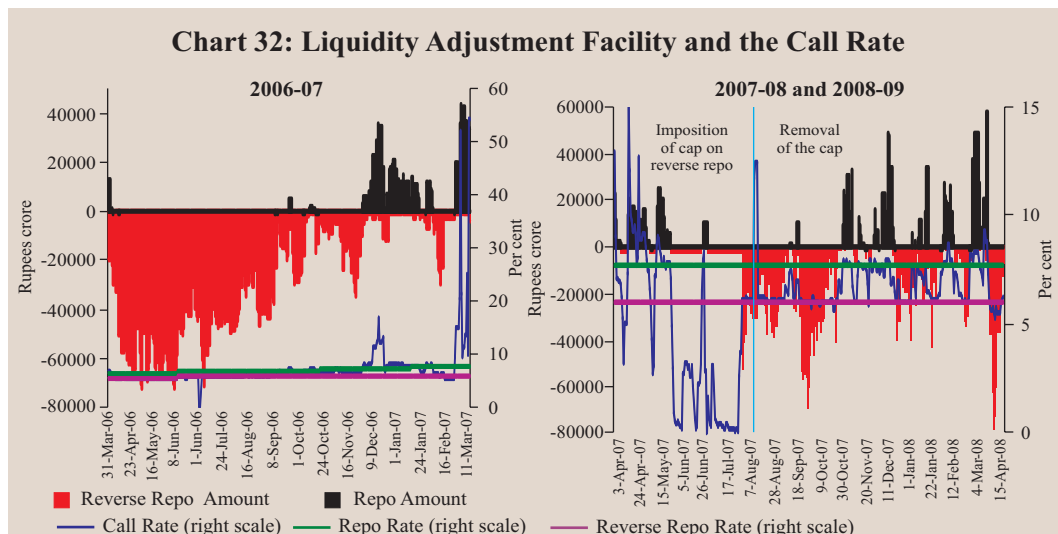 Chart 32: Liquidity Adjustment Facility and the Call Rate
2006-07
40000
20000
0
-20000
-40000
-60000
-80000
Rupees crore
60
50
40
30
20
10
0
Per cent
31-Mar-06
23-Apr-06
16-May-06
8-Jun-06
1-Jun-06
24-Jul-06
16-Aug-06
8-Sep-06
1-Oct-06
24-Oct-06
16-Nov-06
9-Dec-06
1-Jan-07
24-Jan-07
16-Feb-07
11-Mar-07
2007-08 and 2008-09
60000
40000
20000
0
-20000
-40000
-60000
-80000
Rupees crore
Imposition
of cap on
reverse repo
Removal
of the cap
15
10
5
0
Per cent
3-Apr-07
24-Apr-07
15-May-07
5-Jun-07
26-Jun-07
17-Jul-07
7-Aug-07
28-Aug-07
18-Sep-07
9-Oct-07
30-Oct-07
20-Nov-07
11-Dec-07
1-Jan-08
22-Jan-08
12-Feb-08
4-Mar-08
15-Apr-08
Reverse Repo Amount
Repo Amount
Call Rate (right scale)
Repo Rate (right scale)
Reverse Repo Rate (right scale)